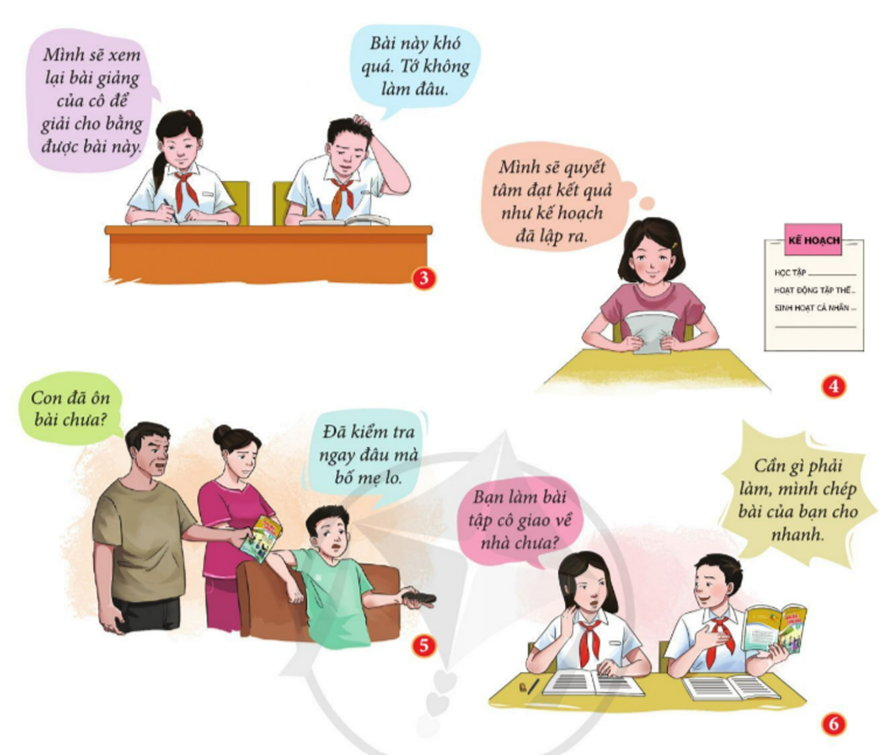 Mình sẽ xem
lại bài giảng
của cô để
giải cho bằng
được bài này.
Bài này khó
quá. Tớ không
làm đâu.
3
Mình sẽ quyết
tâm đạt kết quả
như kế hoạch
đã lập ra.
KẾ HOẠCH
HỌC TẬP
HOẠT ĐỘNG TẬP THỂ...
SINH HOẠT CÁ NHÂN ...
4
Con đã ôn
bài chưa?
Đã kiểm tra
ngay đâu mà
bố mẹ lo.
5
Bạn làm bài
tập cô giao về
nhà chưa?
Cần gì phải
làm, mình chép
bài của bạn cho
nhanh.
6